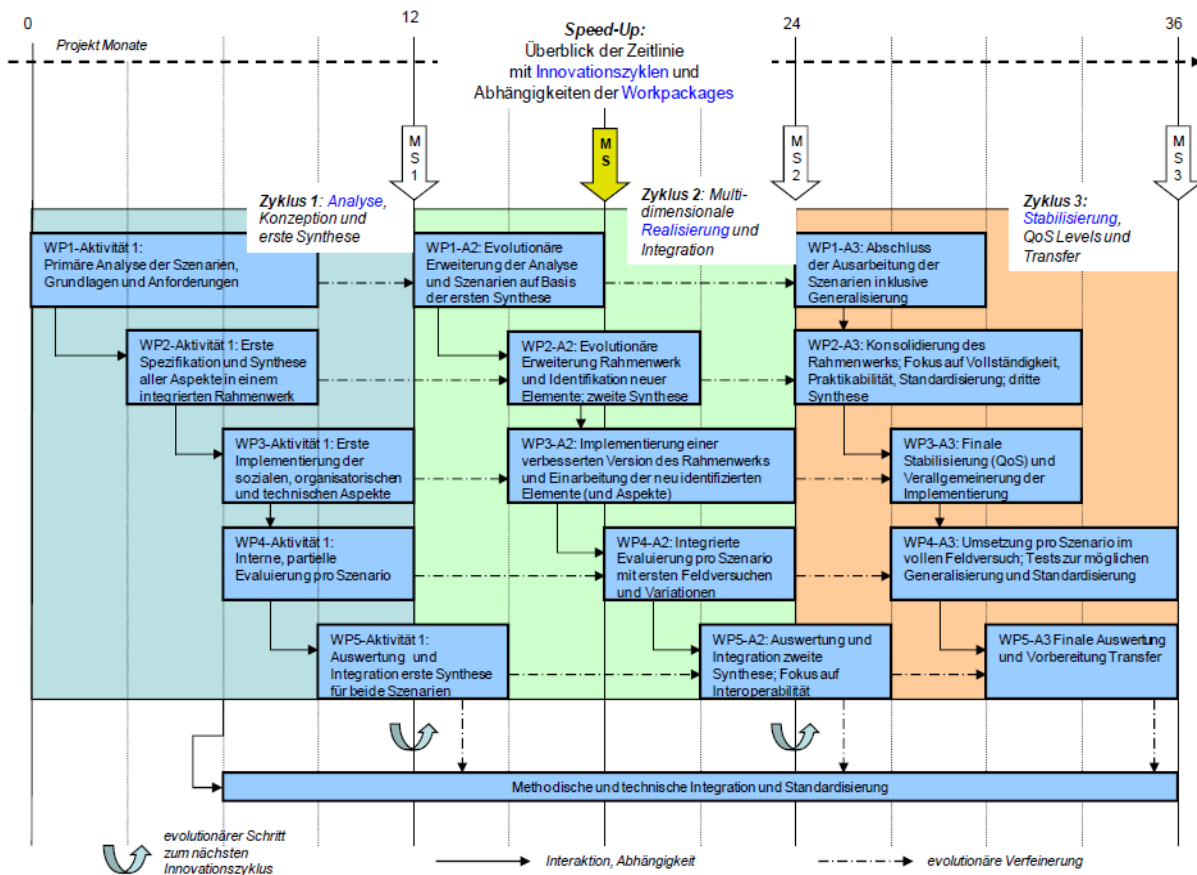 0
12
24
36
Projekt Monate
Speed-Up:
Überblick der Zeitlinie
mit Innovationszyklen und
Abhängigkeiten der Workpackages
M
S
1
M
S
M
S
2
M
S
3
Zyklus 1: Analyse,
Konzeption und
erste Synthese
Zyklus 2: Multi-
dimensionale
Realisierung und
Integration
Zyklus 3:
Stabilisierung,
QoS Levels und
Transfer
WP1-Aktivität 1:
Primäre Analyse der Szenarien,
Grundlagen und Anforderungen
WP1-A2: Evolutionäre
Erweiterung der Analyse
und Szenarien auf Basis
der ersten Synthese
WP1-A3: Abschluss
der Ausarbeitung der
Szenarien inklusive
Generalisierung
WP2-Aktivität 1: Erste
Spezifikation und Synthese
aller Aspekte in einem
integrierten Rahmenwerk
WP2-A2: Evolutionäre
Erweiterung Rahmenwerk
und Identifikation neuer
Elemente; zweite Synthese
WP2-A3: Konsolidierung des
Rahmenwerks; Fokus auf Vollständigkeit,
Praktikabilität, Standardisierung; dritte
Synthese
WP3-Aktivität 1: Erste
Implementierung der
sozialen, organisatorischen
und technischen Aspekte
WP3-A2: Implementierung einer
verbesserten Version des Rahmenwerks
und Einarbeitung der neu identifizierten
Elemente (und Aspekte)
WP3-A3: Finale
Stabilisierung (QoS) und
Verallgemeinerung der
Implementierung
WP4-Aktivität 1:
Interne, partielle
Evaluierung pro Szenario
WP4-A2: Integrierte
Evaluierung pro Szenario
mit ersten Feldversuchen
und Variationen
WP4-A3: Umsetzung pro Szenario im
vollen Feldversuch; Tests zur möglichen
Generalisierung und Standardisierung
WP5-Aktivität 1:
Auswertung und
Integration erste Synthese
für beide Szenarien
WP5-A2: Auswertung und
Integration zweite
Synthese; Fokus auf
Interoperabilität
WP5-A3 Finale Auswertung
und Vorbereitung Transfer
Methodische und technische Integration und Standardisierung
evolutionärer Schritt
zum nächsten
Innovationszyklus
Interaktion, Abhängigkeit
evolutionäre Verfeinerung